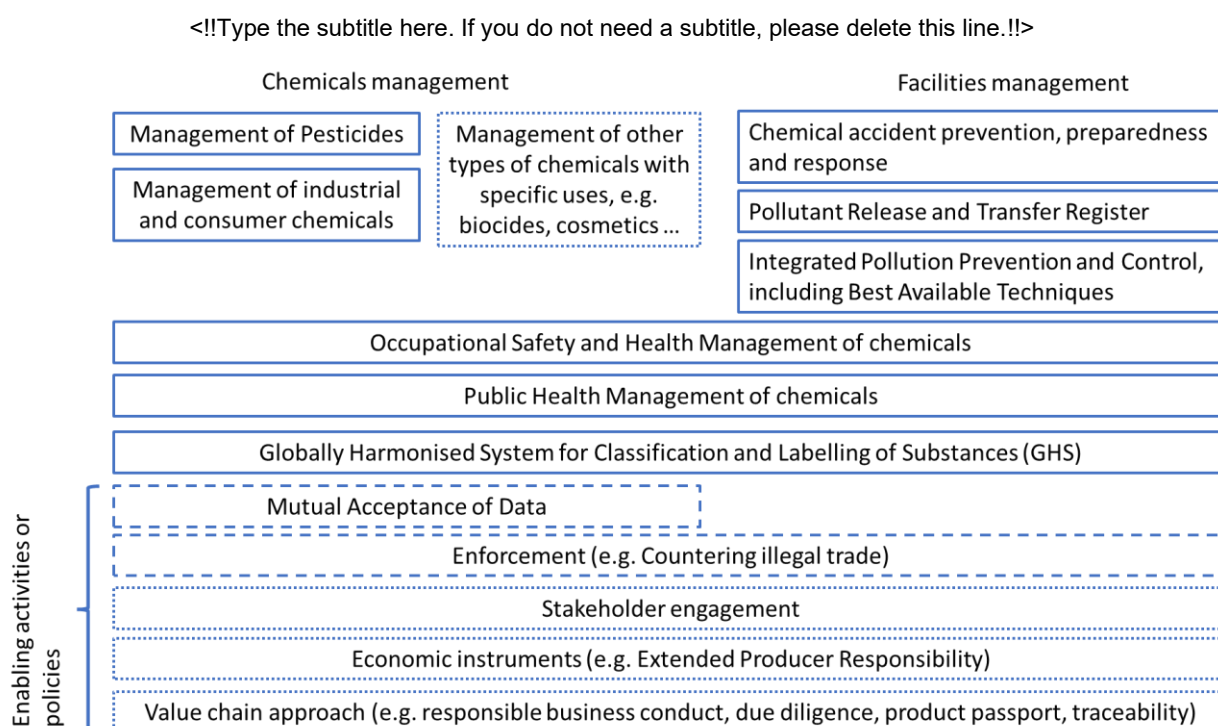 <!!Type the subtitle here. If you do not need a subtitle, please delete this line.!!>
Chemicals management
Facilities management
Management of Pesticides
Management of industrial
and consumer chemicals
Management of other
types of chemicals with
specific uses, e.g.
biocides, cosmetics ...
Chemical accident prevention, preparedness
and response
Pollutant Release and Transfer Register
Integrated Pollution Prevention and Control,
including Best Available Techniques
Occupational Safety and Health Management of chemicals
Public Health Management of chemicals
Globally Harmonised System for Classification and Labelling of Substances (GHS)
Enabling activities or
policies
Mutual Acceptance of Data
Enforcement (e.g. Countering illegal trade)
Stakeholder engagement
Economic instruments (e.g. Extended Producer Responsibility)
Value chain approach (e.g. responsible business conduct, due diligence, product passport, traceability)